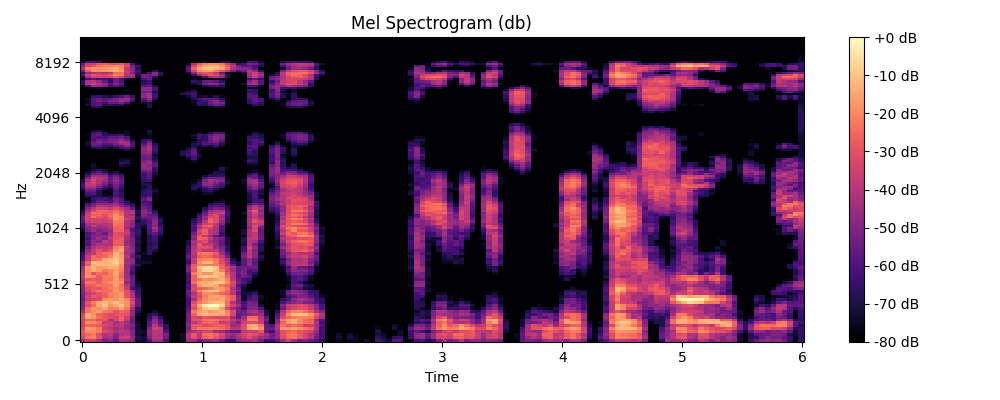 Mel Spectrogram (db)
Hz
8192
4096
2048
1024
512
0
0 1 2 3 4 5 6
Time
+0 dB
-10 dB
-20 dB
-30 dB
-40 dB
-50 dB
-60 dB
-70 dB
-80 dB